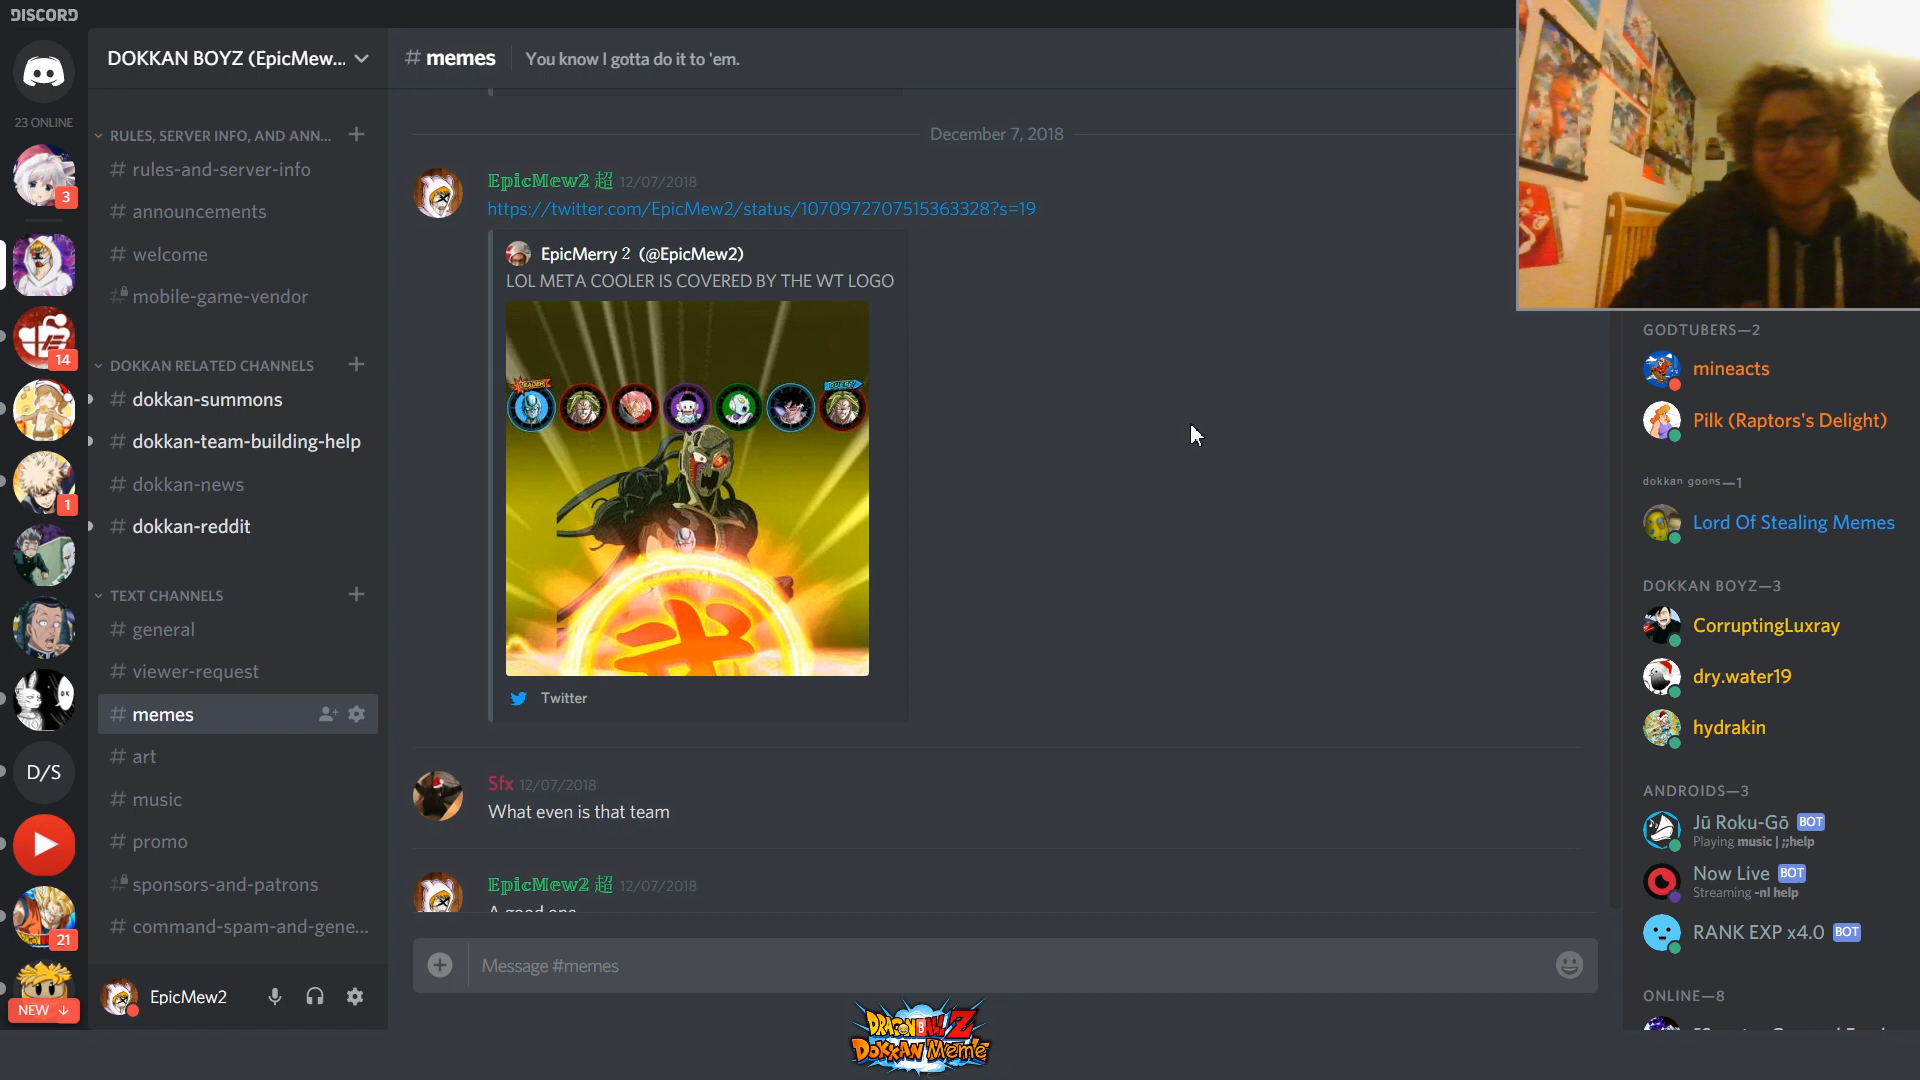 DISCORD
23 ONLINE
3
14
1
D/S
21
NEW ↓
DOKKAN BOYZ (EpicMew...
RULES, SERVER INFO, AND ANN...
# rules-and-server-info
# announcements
# welcome
# mobile-game-vendor
DOKKAN RELATED CHANNELS
# dokkan-summons
# dokkan-team-building-help
# dokkan-news
# dokkan-reddit
TEXT CHANNELS
# general
# viewer-request
# memes
# art
# music
# promo
# sponsors-and-patrons
# command-spam-and-gene...
EpicMew2
# memes
You know I gotta do it to 'em.
December 7, 2018
EpicMew2 超 12/07/2018
https://twitter.com/EpicMew2/status/1070972707515363328?s=19
EpicMerry 2 (@EpicMew2)
LOL META COOLER IS COVERED BY THE WT LOGO
LEADER
Twitter
Sfx 12/07/2018
What even is that team
EpicMew2 超 12/07/2018
A good one
Message #memes
DRAGON BALL Z
DOKKAN MEME
GODTUBERS—2
mineacts
Pilk (Raptors's Delight)
dokkan goons—1
Lord Of Stealing Memes
DOKKAN BOYZ—3
CorruptingLuxray
dry.water19
hydrakin
ANDROIDS—3
Jū Roku-Gō BOT
Playing music | ;;help
Now Live BOT
Streaming -nl help
RANK EXP x4.0 BOT
ONLINE—8